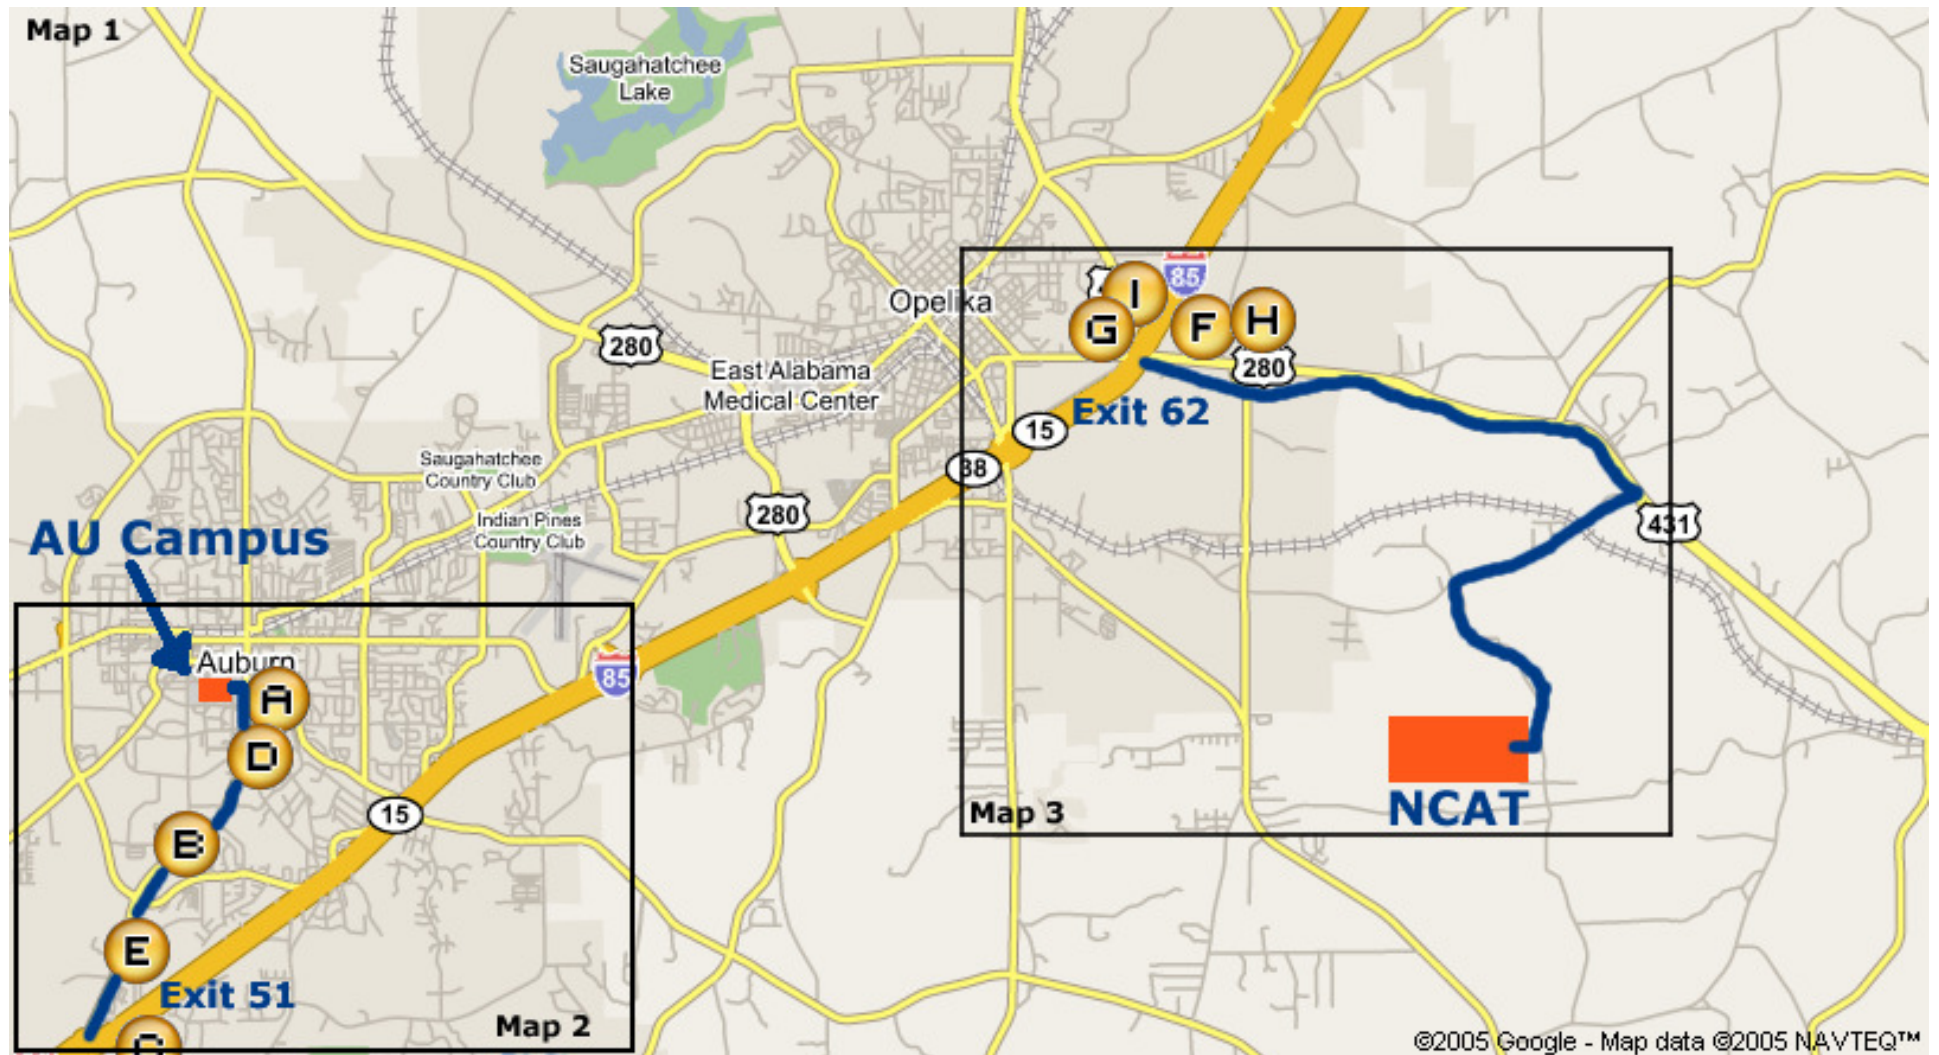 Map 1
Saugahatchee
Lake
85
I
G
F
H
Opelika
280
280
East Alabama
Medical Center
Exit 62
15
38
Saugahatchee
Country Club
280
Indian Pines
Country Club
431
AU Campus
Auburn
85
A
D
15
B
NCAT
Map 3
E
Exit 51
Map 2
©2005 Google - Map data ©2005 NAVTEQ™